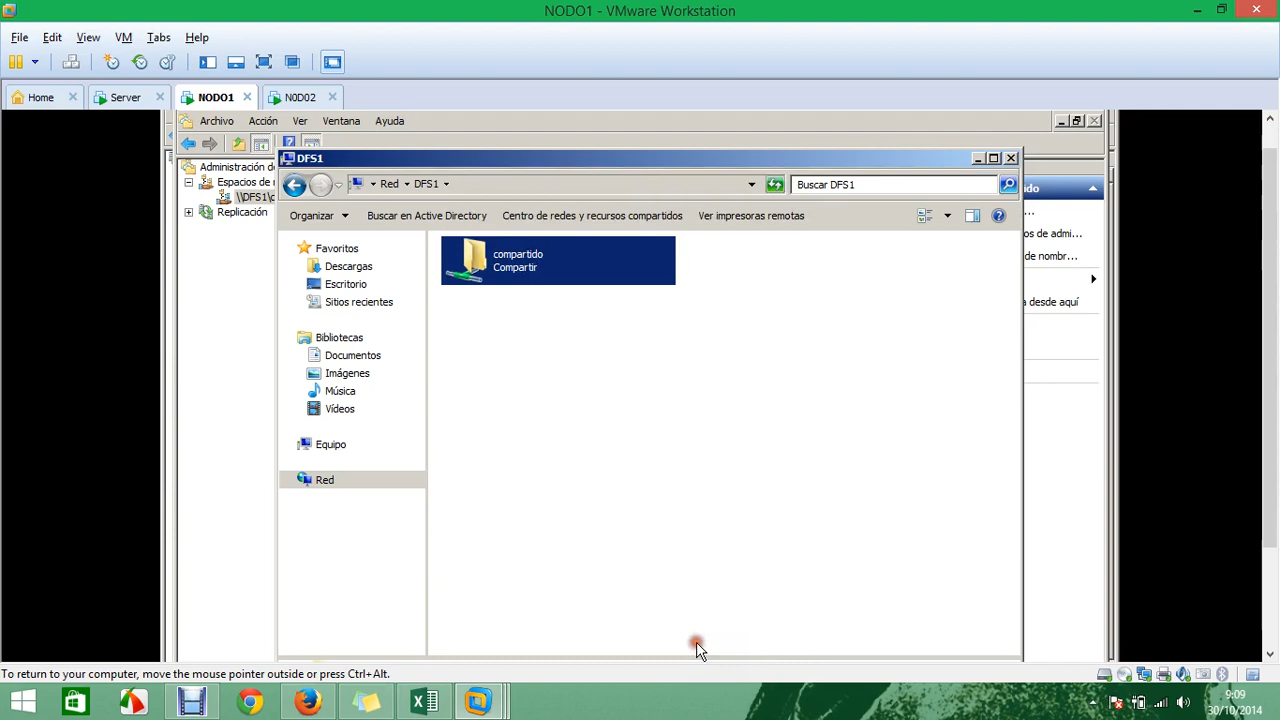 NODO1 - VMware Workstation
File Edit View VM Tabs Help
Home Server NODO1 N0D02
Archivo Acción Ver Ventana Ayuda
Administración de
Espacios de
\\DFS1\
Replicación
DFS1
Red DFS1
Buscar DFS1
Organizar Buscar en Active Directory Centro de redes y recursos compartidos Ver impresoras remotas
Favoritos
Descargas
Escritorio
Sitios recientes
Bibliotecas
Documentos
Imágenes
Música
Vídeos
Equipo
Red
compartido
Compartir
ido
...
os de admi...
de nombr...
a desde aquí
To return to your computer, move the mouse pointer outside or press Ctrl+Alt.
9:09
30/10/2014